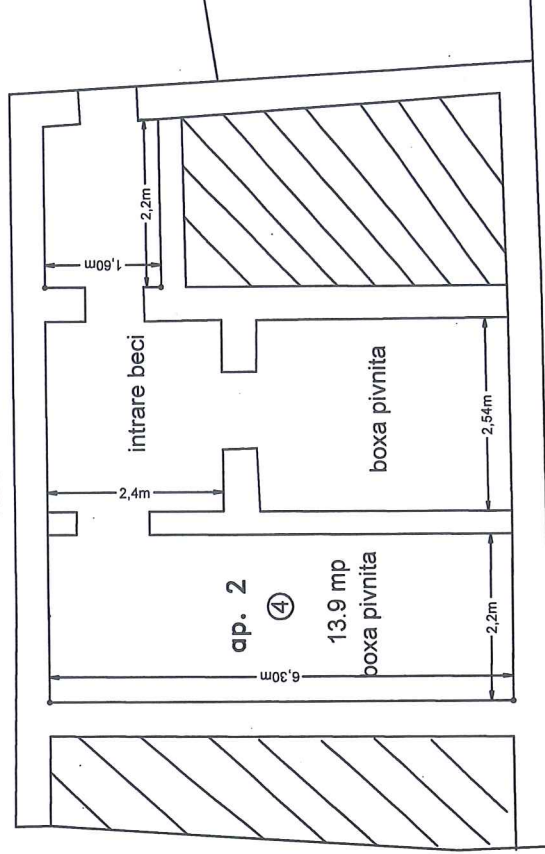 2,2m
1,60m
intrare beci
2,4m
boxa pivnita
2,54m
ap. 2
4
13.9 mp
boxa pivnita
6,30m
2,2m